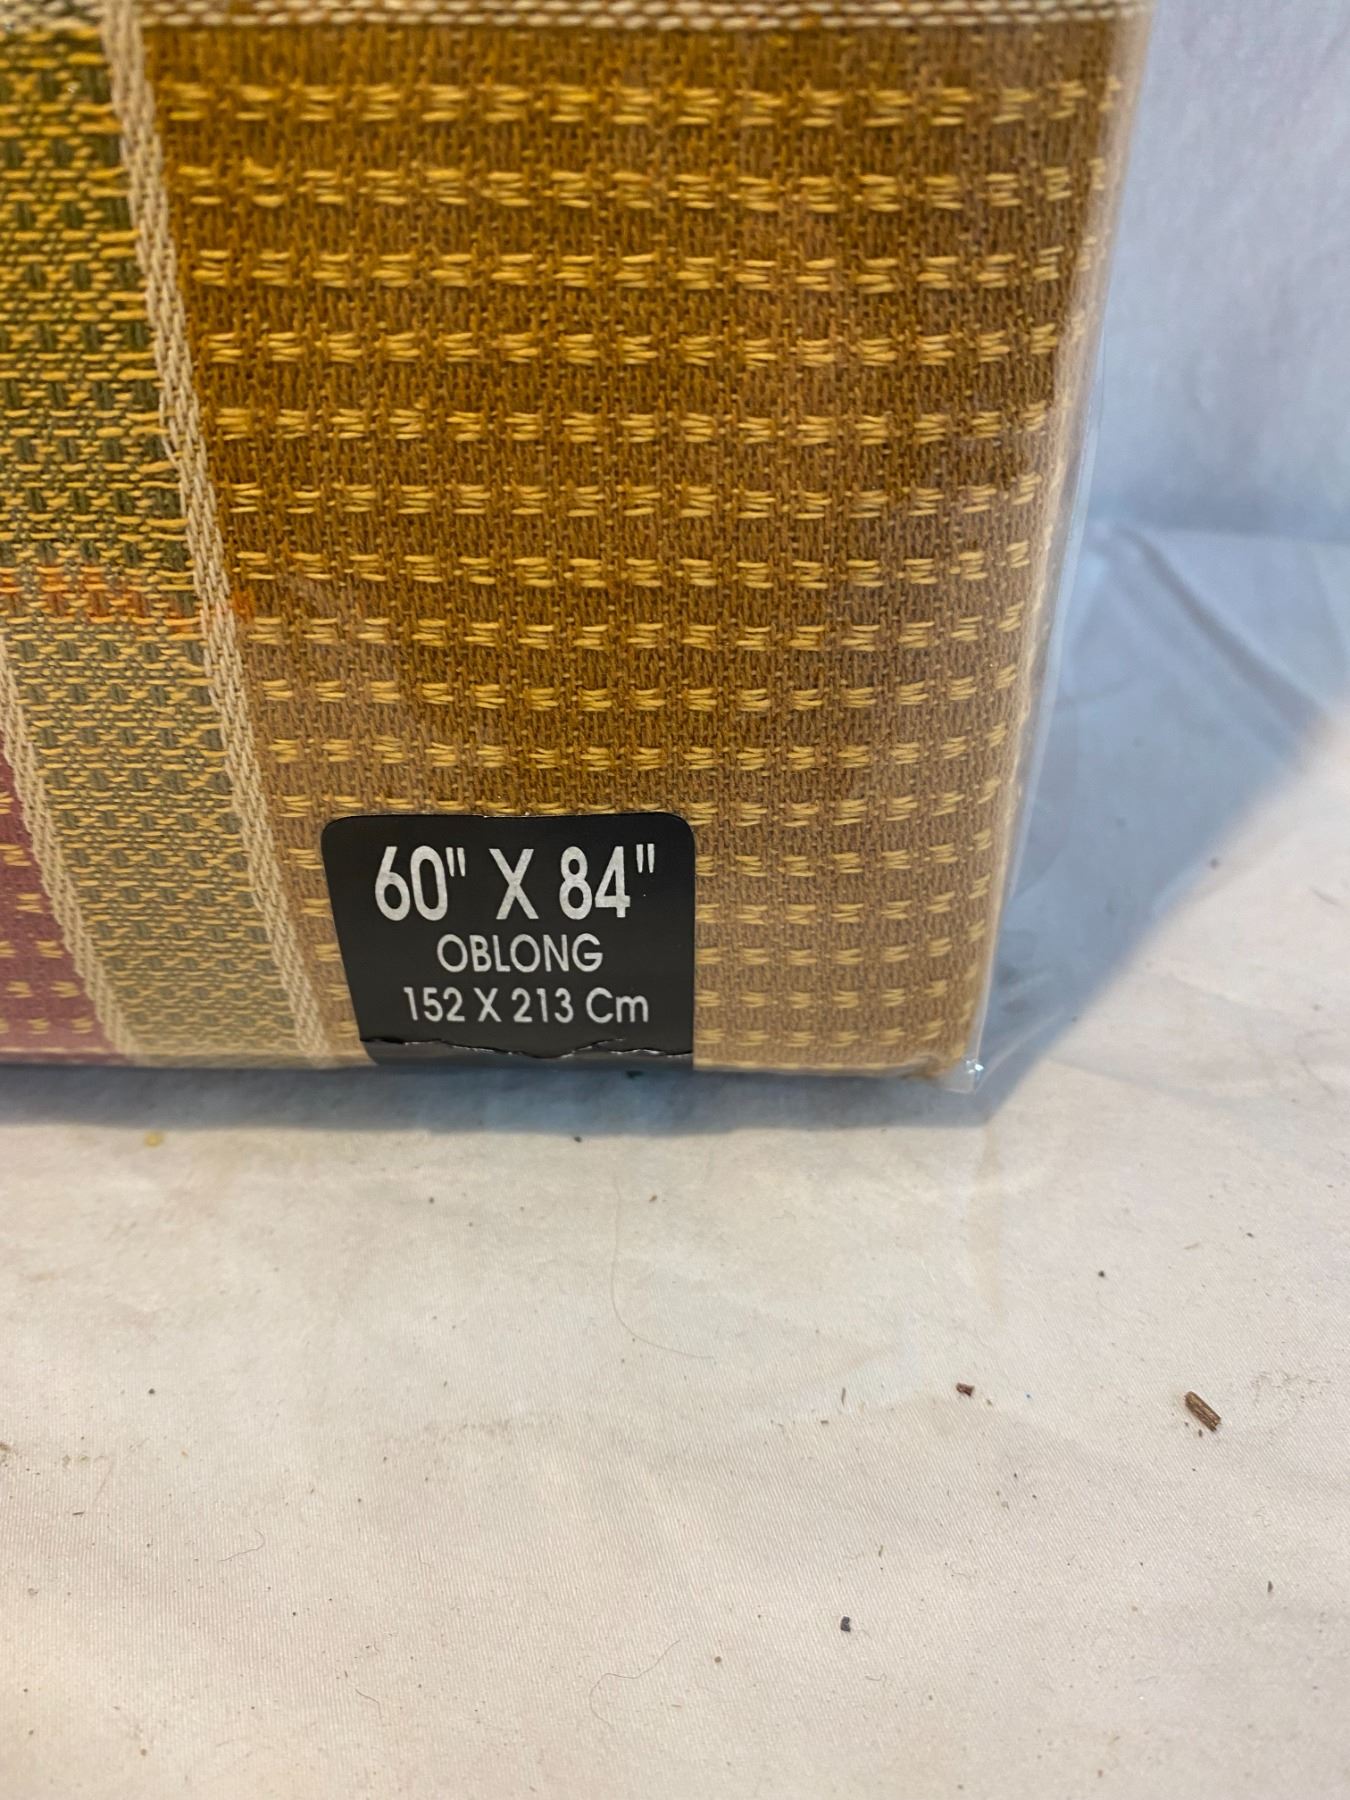 60" X 84"
OBLONG
152 X 213 Cm